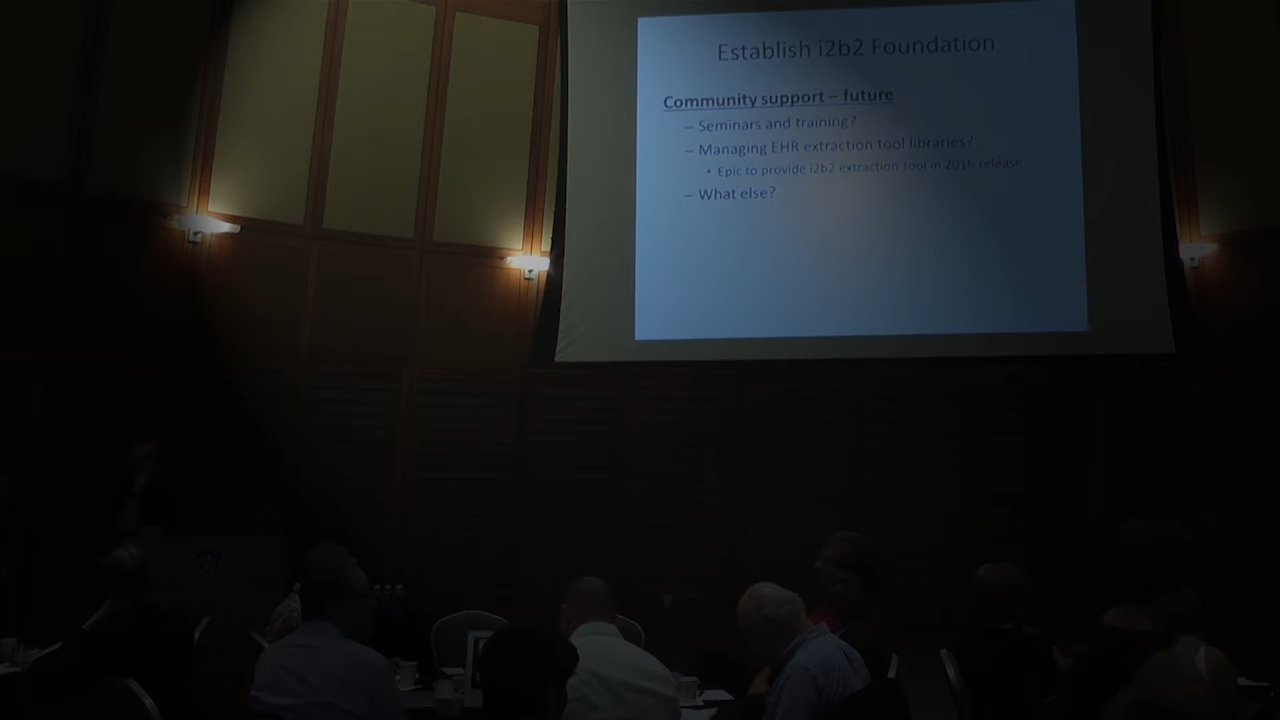 Establish i2b2 Foundation
Community support – future
– Seminars and training?
– Managing EHR extraction tool libraries?
• Epic to provide i2b2 extraction tool in 2016 release
– What else?